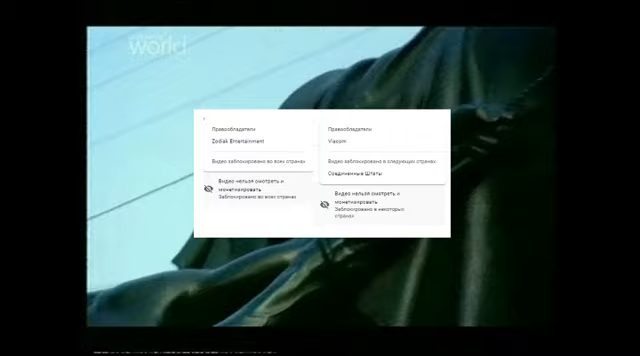 world
Правообладатели
Zodiak Entertainment
Видео заблокировано во всех странах
Видео нельзя смотреть и
монетизировать
Заблокировано во всех странах
Правообладатели
Viacom
Видео заблокировано в следующих странах
Соединенные Штаты
Видео нельзя смотреть и
монетизировать
Заблокировано в некоторых
странах